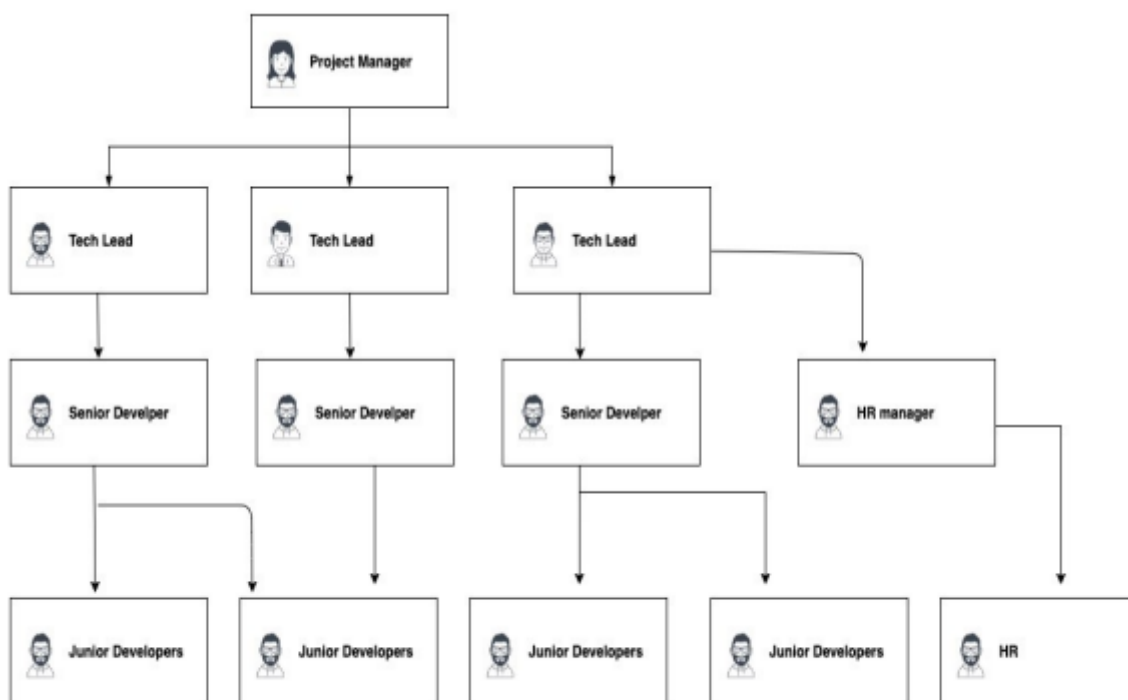 Project Manager
Tech Lead
Tech Lead
Tech Lead
Senior Develper
Senior Develper
Senior Develper
HR manager
Junior Developers
Junior Developers
Junior Developers
Junior Developers
HR